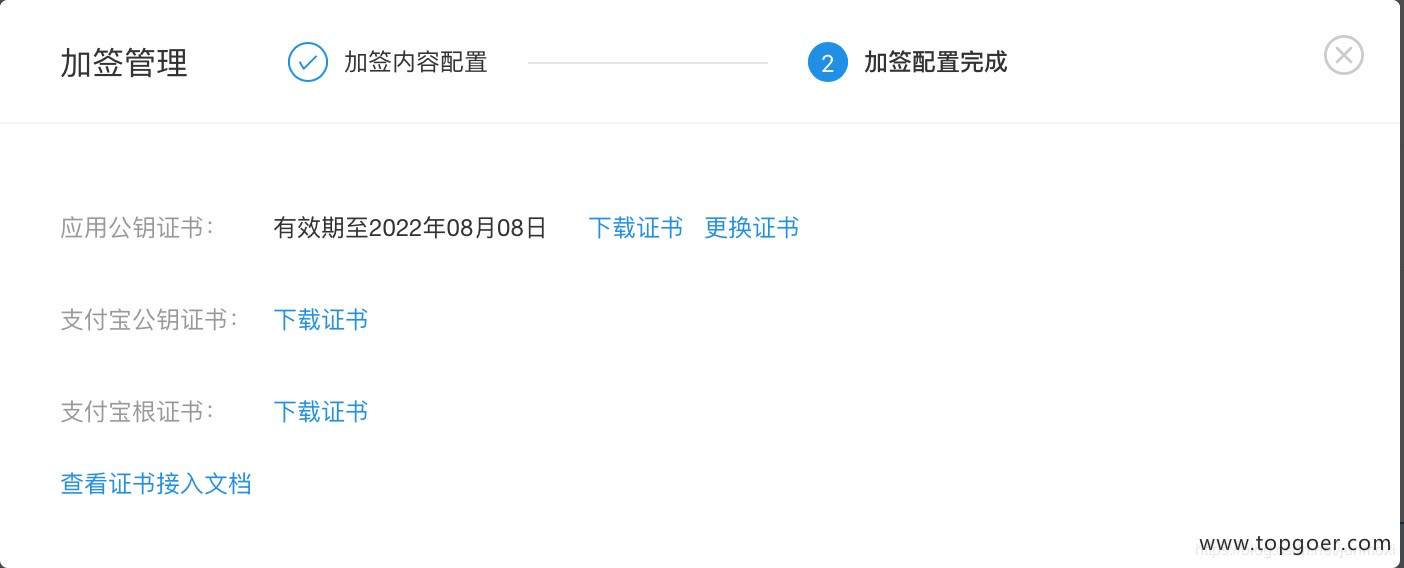 加签管理 加签内容配置 2 加签配置完成
应用公钥证书： 有效期至2022年08月08日 下载证书 更换证书
支付宝公钥证书： 下载证书
支付宝根证书： 下载证书
查看证书接入文档
www.topgoer.com